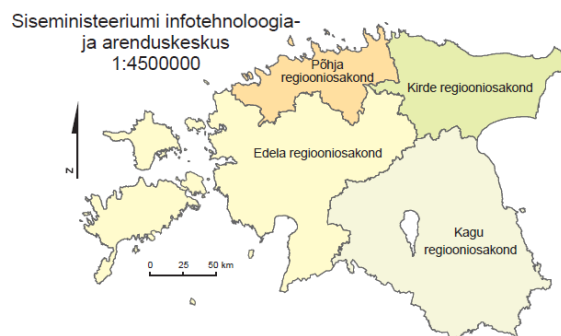 Siseministeeriumi infotehnoloogia-
ja arenduskeskus
1:4500000
Põhja
regiooniosakond
Kirde regiooniosakond
Edela regiooniosakond
N
Kagu
regiooniosakond
0 25 50 km